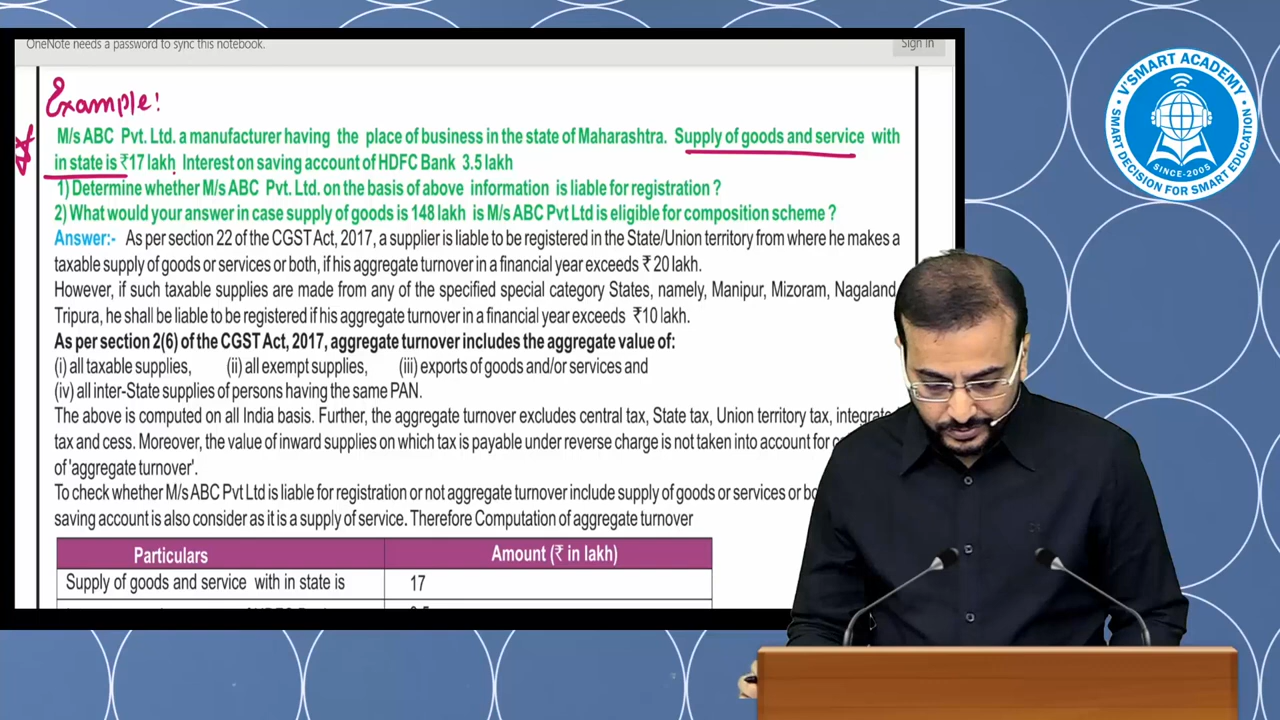 OneNote needs a password to sync this notebook.
Sign in
Example!
M/s ABC Pvt. Ltd. a manufacturer having the place of business in the state of Maharashtra. Supply of goods and service with
in state is ₹17 lakh Interest on saving account of HDFC Bank 3.5 lakh
1) Determine whether M/s ABC Pvt. Ltd. on the basis of above information is liable for registration ?
2) What would your answer in case supply of goods is 148 lakh is M/s ABC Pvt Ltd is eligible for composition scheme ?
Answer:- As per section 22 of the CGST Act, 2017, a supplier is liable to be registered in the State/Union territory from where he makes a
taxable supply of goods or services or both, if his aggregate turnover in a financial year exceeds ₹ 20 lakh.
However, if such taxable supplies are made from any of the specified special category States, namely, Manipur, Mizoram, Nagaland
Tripura, he shall be liable to be registered if his aggregate turnover in a financial year exceeds ₹10 lakh.
As per section 2(6) of the CGST Act, 2017, aggregate turnover includes the aggregate value of:
(i) all taxable supplies, (ii) all exempt supplies, (iii) exports of goods and/or services and
(iv) all inter-State supplies of persons having the same PAN.
The above is computed on all India basis. Further, the aggregate turnover excludes central tax, State tax, Union territory tax,
tax and cess. Moreover, the value of inward supplies on which tax is payable under reverse charge is not taken into account for
of 'aggregate turnover'.
To check whether M/s ABC Pvt Ltd is liable for registration or not aggregate turnover include supply of goods or services or
saving account is also consider as it is a supply of service. Therefore Computation of aggregate turnover
Particulars Amount (₹ in lakh)
Supply of goods and service with in state is 17
V'SMART ACADEMY
SINCE-2005
SMART DECISION FOR SMART EDUCATION